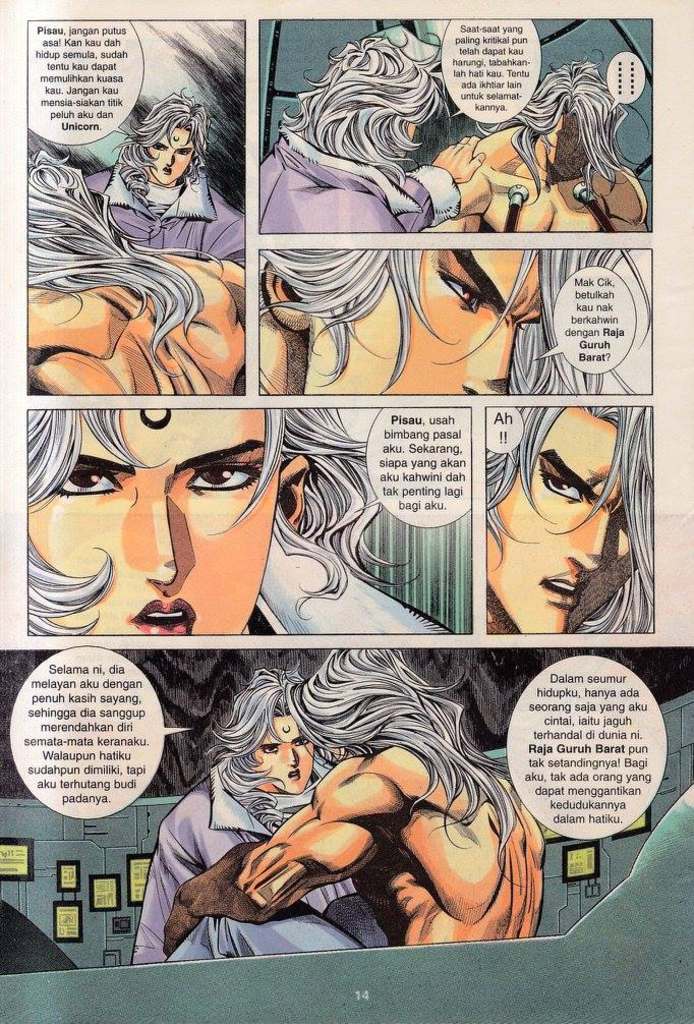 Pisau, jangan putus
asa! Kan kau dah
hidup semula, sudah
tentu kau dapat
memulihkan kuasa
kau. Jangan kau
mensia-siakan titik
peluh aku dan
Unicorn.
Saat-saat yang
paling kritikal pun
telah dapat kau
harungi, tabahkan-
lah hati kau. Tentu
ada ikhtiar lain
untuk selamat-
kannya.
Mak Cik,
betulkah
kau nak
berkahwin
dengan Raja
Guruh
Barat?
Pisau, usah
bimbang pasal
aku. Sekarang,
siapa yang akan
aku kahwini dah
tak penting lagi
bagi aku.
Ah
!!
Selama ni, dia
melayan aku dengan
penuh kasih sayang,
sehingga dia sanggup
merendahkan diri
semata-mata keranaku.
Walaupun hatiku
sudahpun dimiliki, tapi
aku terhutang budi
padanya.
Dalam seumur
hidupku, hanya ada
seorang saja yang aku
cintai, iaitu jaguh
terhandal di dunia ni.
Raja Guruh Barat pun
tak setandingnya! Bagi
aku, tak ada orang yang
dapat menggantikan
kedudukannya
dalam hatiku.
14